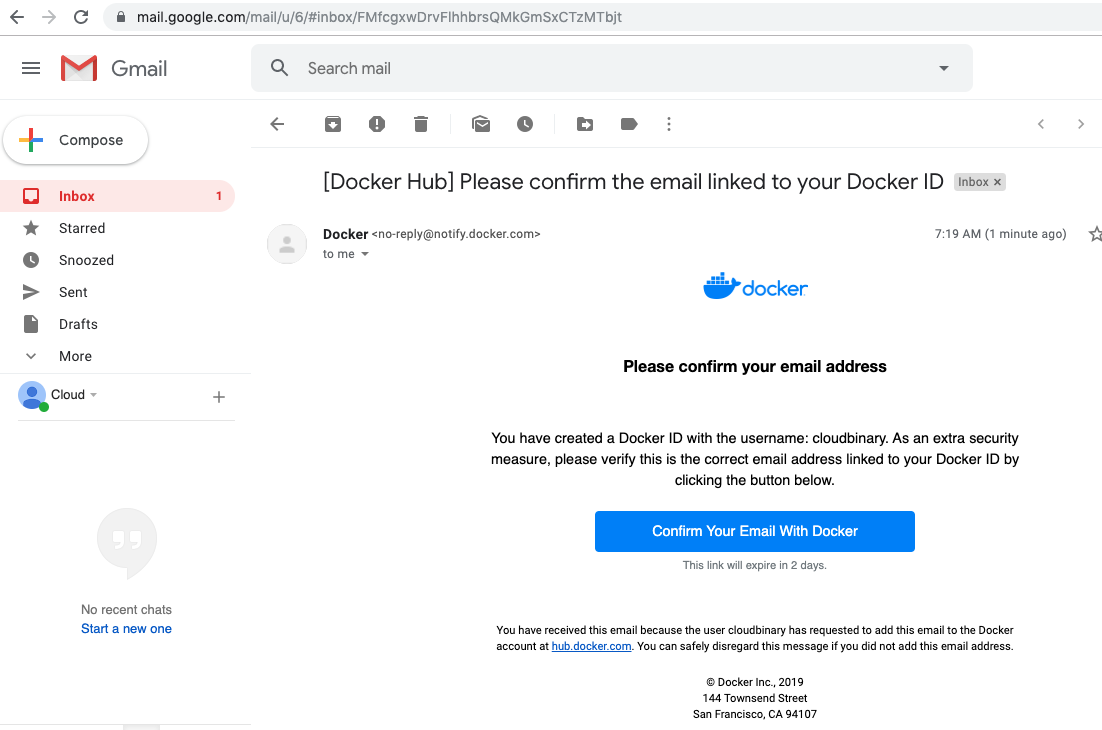 mail.google.com/mail/u/6/#inbox/FMfcgxwDrvFlhhbrsQMkGmSxCTzMTbjt
Gmail
Search mail
Compose
Inbox 1
Starred
Snoozed
Sent
Drafts
More
Cloud
No recent chats
Start a new one
[Docker Hub] Please confirm the email linked to your Docker ID Inbox x
Docker <no-reply@notify.docker.com> 7:19 AM (1 minute ago)
to me
docker
Please confirm your email address
You have created a Docker ID with the username: cloudbinary. As an extra security
measure, please verify this is the correct email address linked to your Docker ID by
clicking the button below.
Confirm Your Email With Docker
This link will expire in 2 days.
You have received this email because the user cloudbinary has requested to add this email to the Docker
account at hub.docker.com. You can safely disregard this message if you did not add this email address.
© Docker Inc., 2019
144 Townsend Street
San Francisco, CA 94107